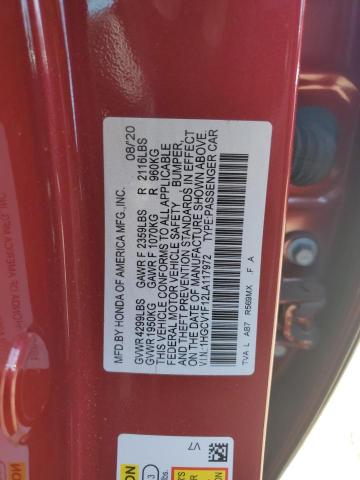 MFD. BY HONDA OF AMERICA MFG., INC. 08/20
GVWR 4299LBS GAWR F 2359LBS R 2116LBS
GVWR 1950KG GAWR F 1070KG R 960KG
THIS VEHICLE CONFORMS TO ALL APPLICABLE
FEDERAL MOTOR VEHICLE SAFETY, BUMPER,
AND THEFT PREVENTION STANDARDS IN EFFECT
ON THE DATE OF MANUFACTURE SHOWN ABOVE.
V.I.N.:1HGCV1F12LA117972 TYPE:PASSENGER CAR
TVA L AB7 R569MX F A
V7